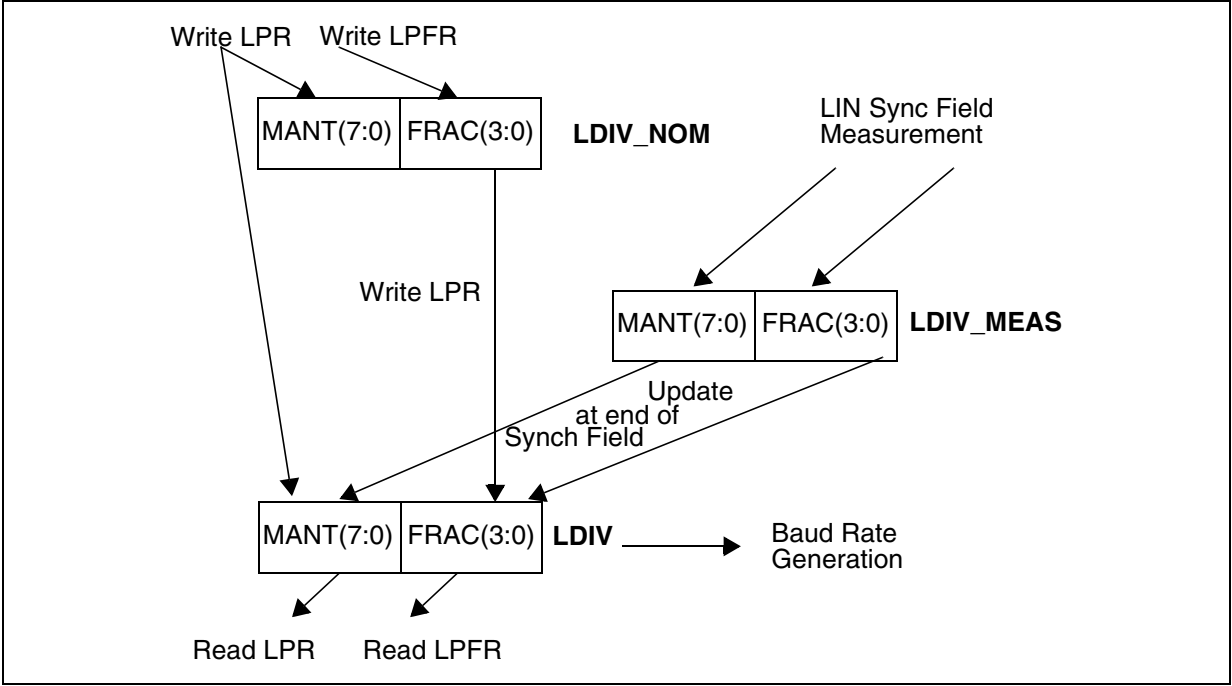 Write LPR
Write LPFR
MANT(7:0)
FRAC(3:0)
LDIV_NOM
LIN Sync Field
Measurement
Write LPR
MANT(7:0)
FRAC(3:0)
LDIV_MEAS
Update
at end of
Synch Field
MANT(7:0)
FRAC(3:0)
LDIV
Baud Rate
Generation
Read LPR
Read LPFR